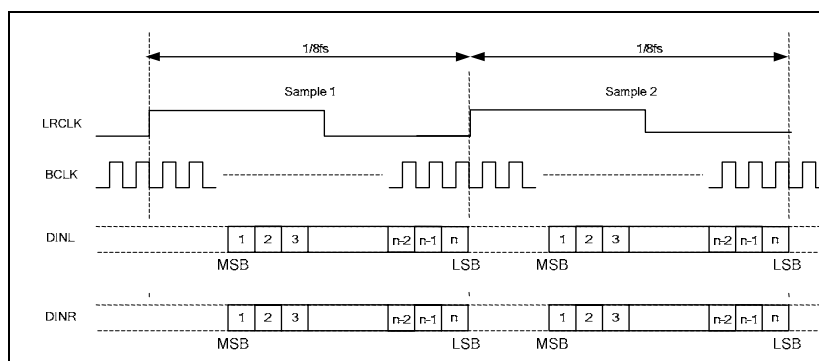 1/8fs 1/8fs
Sample 1 Sample 2
LRCLK
BCLK
DINL 1 2 3 n-2 n-1 n 1 2 3 n-2 n-1 n
MSB LSB MSB LSB
DINR 1 2 3 n-2 n-1 n 1 2 3 n-2 n-1 n
MSB LSB MSB LSB